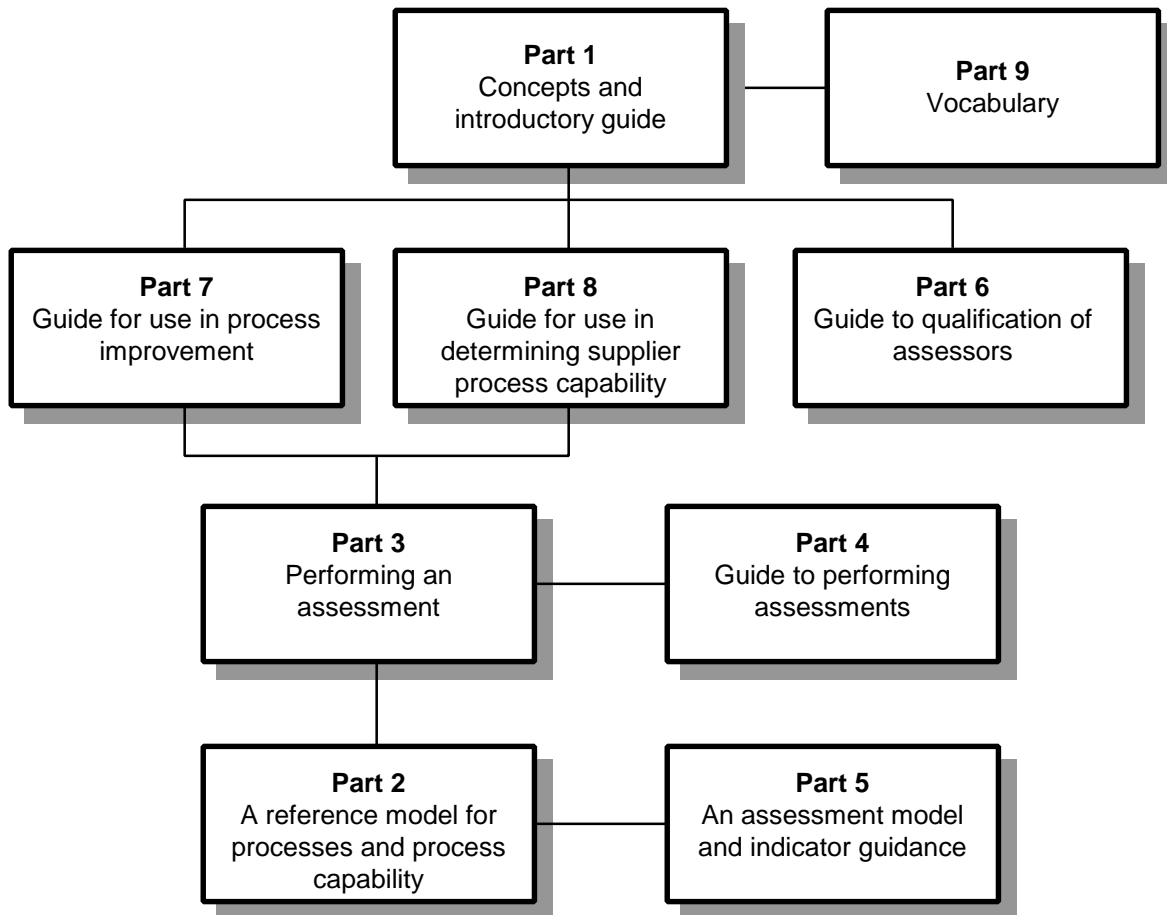 Part 1
Concepts and
introductory guide
Part 9
Vocabulary
Part 7
Guide for use in process
improvement
Part 8
Guide for use in
determining supplier
process capability
Part 6
Guide to qualification of
assessors
Part 3
Performing an
assessment
Part 4
Guide to performing
assessments
Part 2
A reference model for
processes and process
capability
Part 5
An assessment model
and indicator guidance